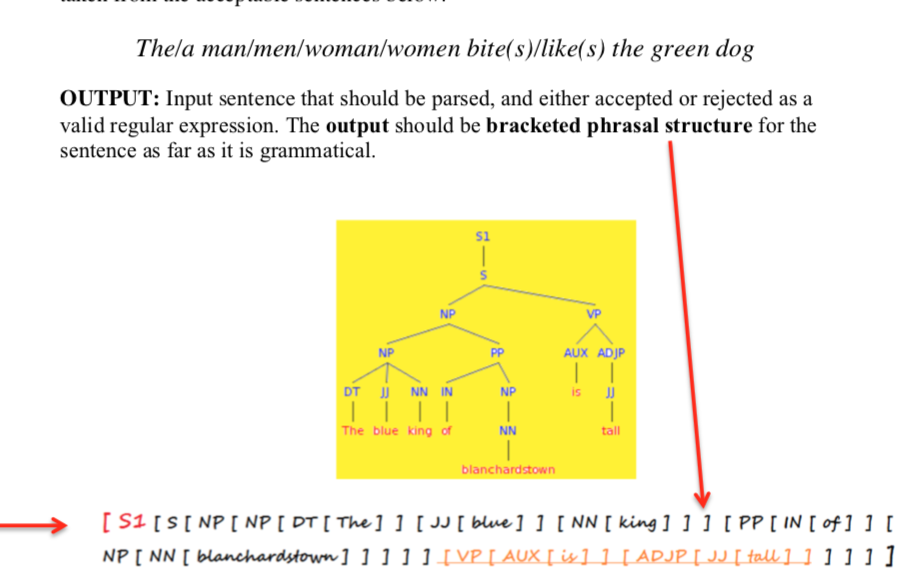 The/a man/men/woman/women bite(s)/like(s) the green dog
OUTPUT: Input sentence that should be parsed, and either accepted or rejected as a
valid regular expression. The output should be bracketed phrasal structure for the
sentence as far as it is grammatical.
S1
S
NP VP
NP PP AUX ADJP
DT JJ NN IN NP is JJ
The blue king of NN tall
blanchardstown
[ S1 [ S [ NP [ NP [ DT [ The ] ] [ JJ [ blue ] ] [ NN [ king ] ] ] [ PP [ IN [ of ] ] [
NP [ NN [ blanchardstown ] ] ] ] ] [ VP [ AUX [ is ] ] [ ADJP [ JJ [ tall ] ] ] ] ] ]